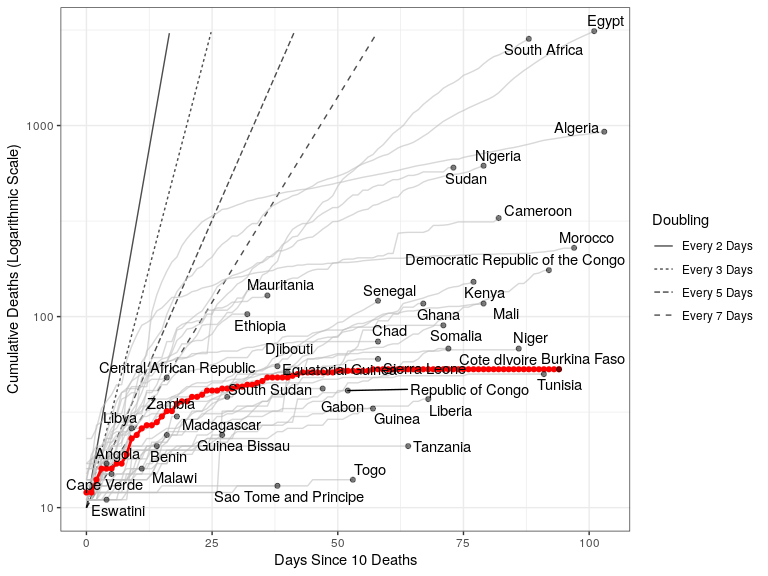 Egypt
South Africa
Algeria
Nigeria
Sudan
Cameroon
Morocco
Democratic Republic of the Congo
Mauritania
Senegal
Kenya
Ghana
Mali
Ethiopia
Chad
Somalia
Niger
Djibouti
Cote dIvoire
Burkina Faso
Central African Republic
Equatorial Guinea
Sierra Leone
Tunisia
South Sudan
Republic of Congo
Zambia
Gabon
Liberia
Libya
Guinea
Madagascar
Guinea Bissau
Tanzania
Angola
Benin
Togo
Malawi
Cape Verde
Sao Tome and Principe
Eswatini
1000
100
10
0
25
50
75
100
Days Since 10 Deaths
Cumulative Deaths (Logarithmic Scale)
Doubling
Every 2 Days
Every 3 Days
Every 5 Days
Every 7 Days